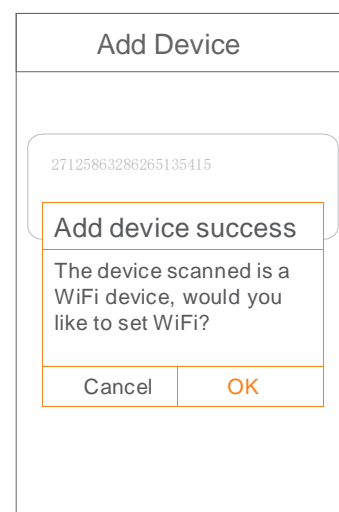 Add Device
27125863286265135415
Add device success
The device scanned is a
WiFi device, would you
like to set WiFi?
Cancel OK